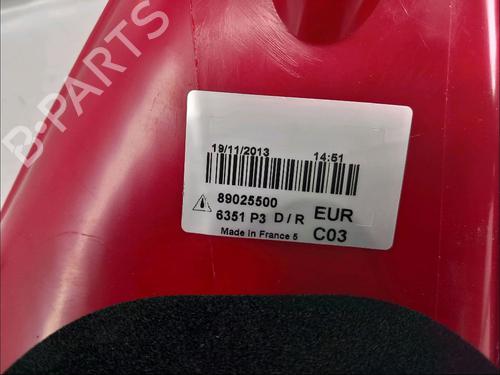 B-PARTS
19/11/2013 14:51
89025500
6351 P3 D / R EUR
Made in France 5 C03